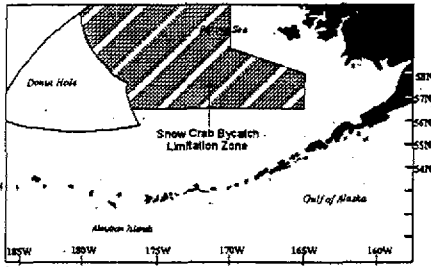 Bering Sea
Donut Hole
58N
57N
56N
55N
54N
Snow Crab Bycatch
Limitation Zone
Gulf of Alaska
Aleutian Islands
185W
180W
175W
170W
165W
160W